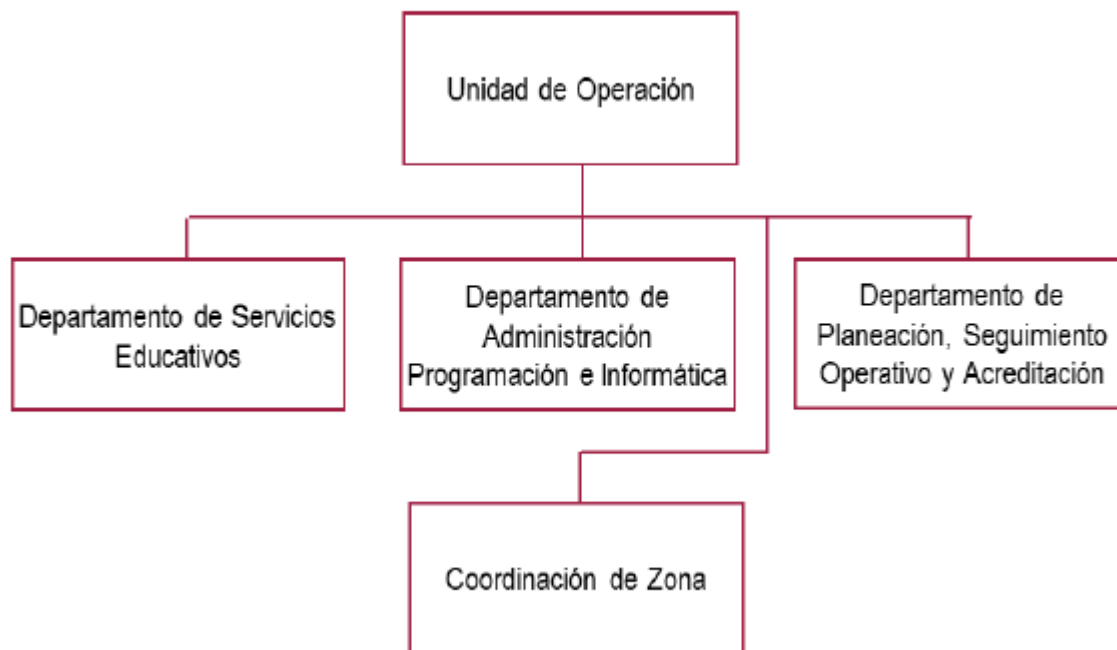 Unidad de Operación
Departamento de Servicios
Educativos
Departamento de
Administración
Programación e Informática
Departamento de
Planeación, Seguimiento
Operativo y Acreditación
Coordinación de Zona